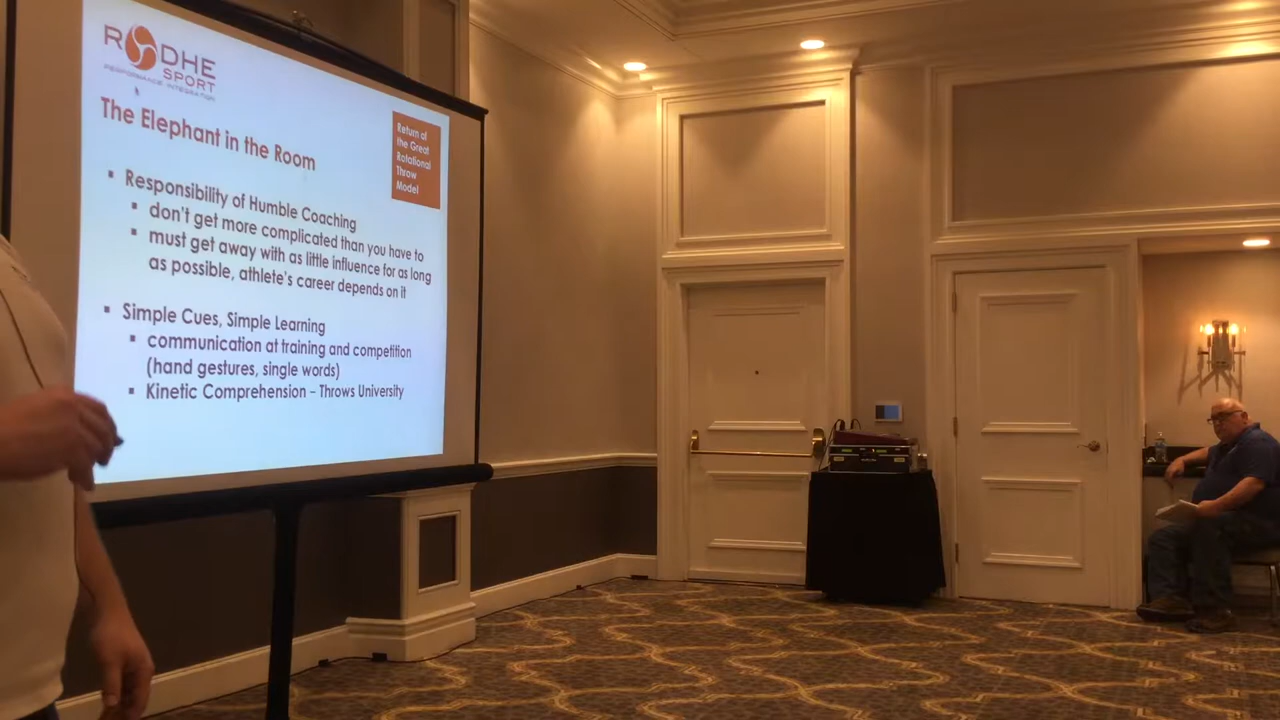 RODHE
SPORT
PERFORMANCE INTEGRATION
The Elephant in the Room
Return of
the Great
Rotational
Throw
Model
▪ Responsibility of Humble Coaching
▪ don't get more complicated than you have to
▪ must get away with as little influence for as long
as possible, athlete's career depends on it
▪ Simple Cues, Simple Learning
▪ communication at training and competition
(hand gestures, single words)
▪ Kinetic Comprehension – Throws University